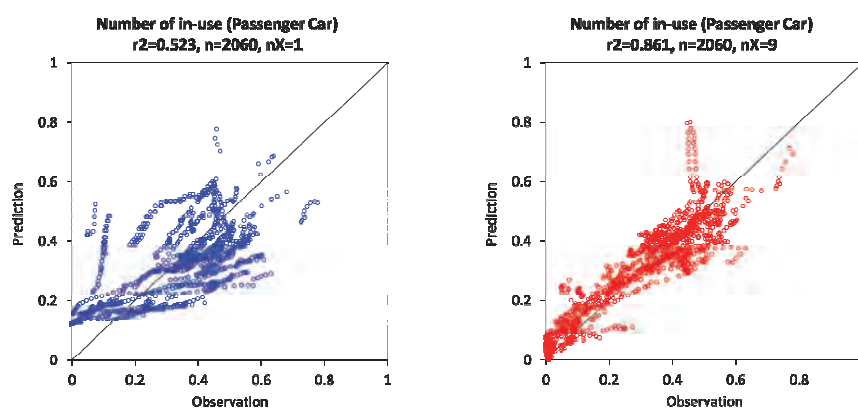 Number of in-use (Passenger Car)
r2=0.523, n=2060, nX=1
1
0.8
0.6
0.4
0.2
0
Prediction
0 0.2 0.4 0.6 0.8 1
Observation
Number of in-use (Passenger Car)
r2=0.861, n=2060, nX=9
1
0.8
0.6
0.4
0.2
0
Prediction
0 0.2 0.4 0.6 0.8
Observation